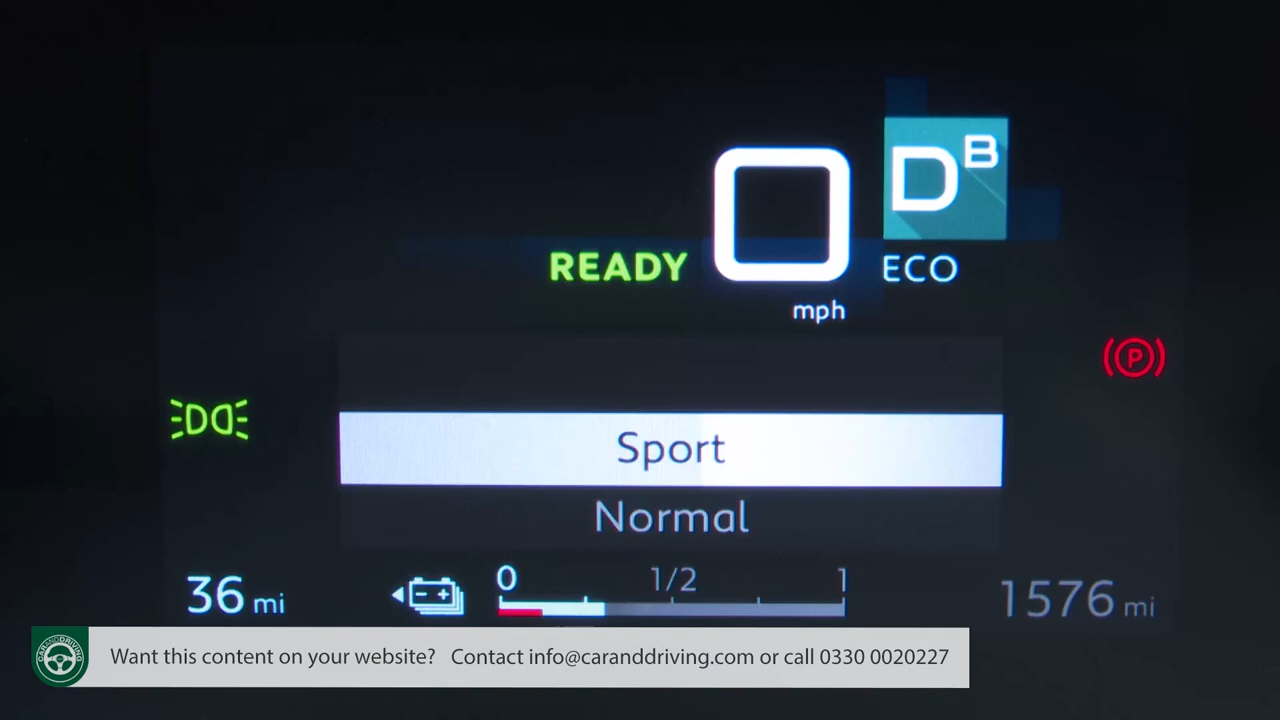 D B
0
READY
ECO
mph
P
Sport
Normal
0 1/2 1
36 mi
1576 mi
CARANDDRIVING
Want this content on your website? Contact info@caranddriving.com or call 0330 0020227